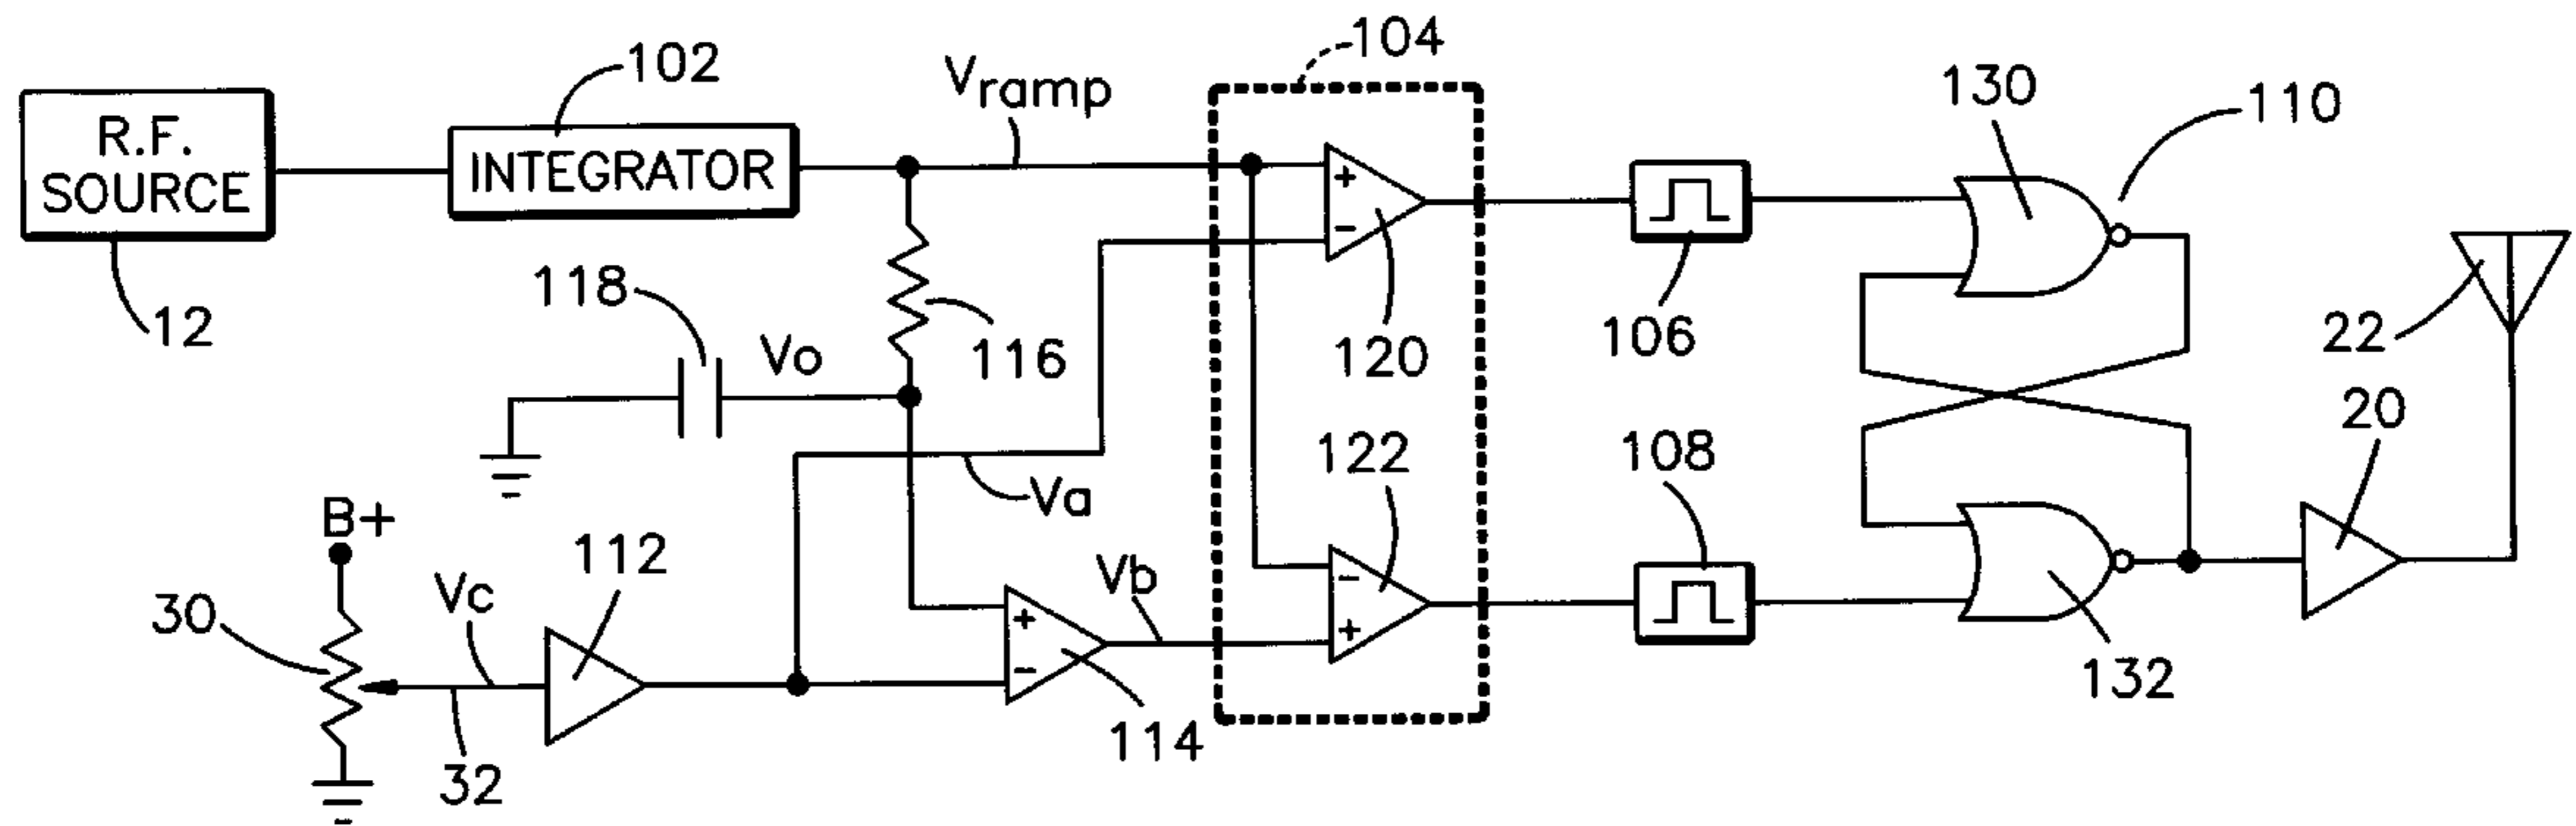 104
102
Vramp
130
110
R.F.
SOURCE
INTEGRATOR
+
-
118
Vo
116
120
106
22
12
122
108
20
Va
B+
112
Vb
Vc
30
+
-
-
+
132
114
32